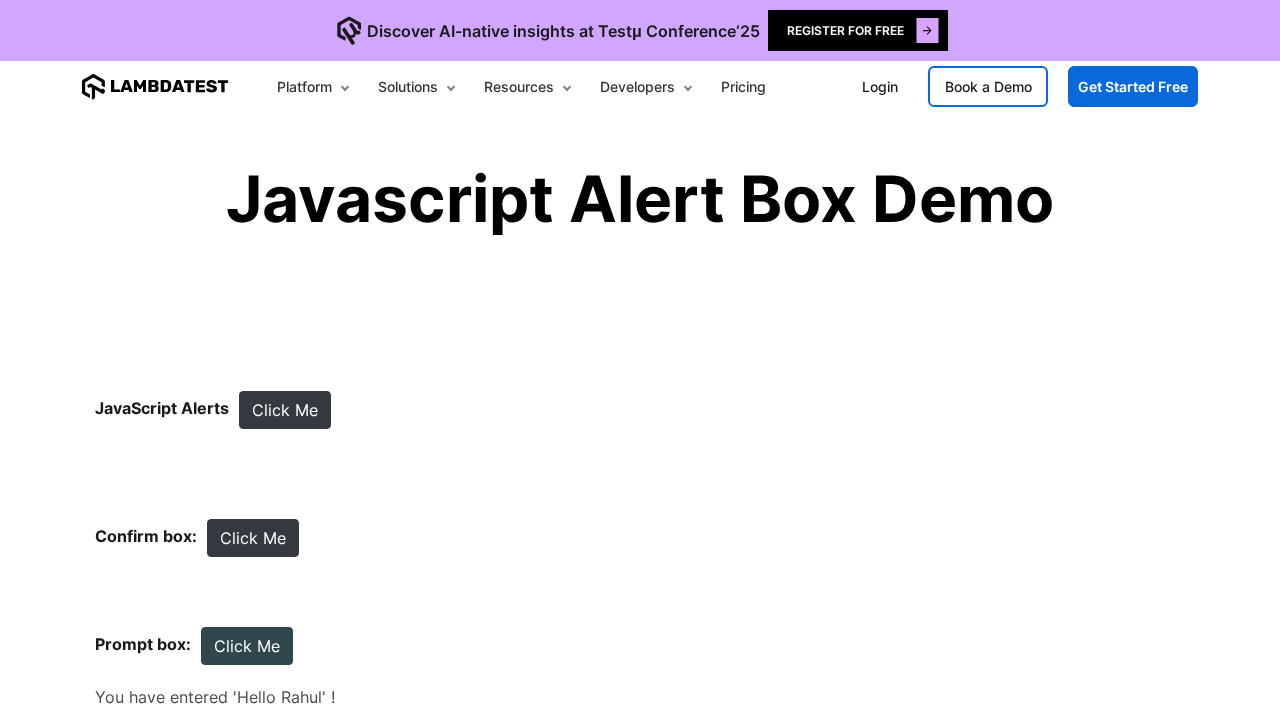 Discover AI-native insights at Testμ Conference‘25
REGISTER FOR FREE
LAMBDATEST
Platform
Solutions
Resources
Developers
Pricing
Login
Book a Demo
Get Started Free
Javascript Alert Box Demo
JavaScript Alerts
Click Me
Confirm box:
Click Me
Prompt box:
Click Me
You have entered 'Hello Rahul' !